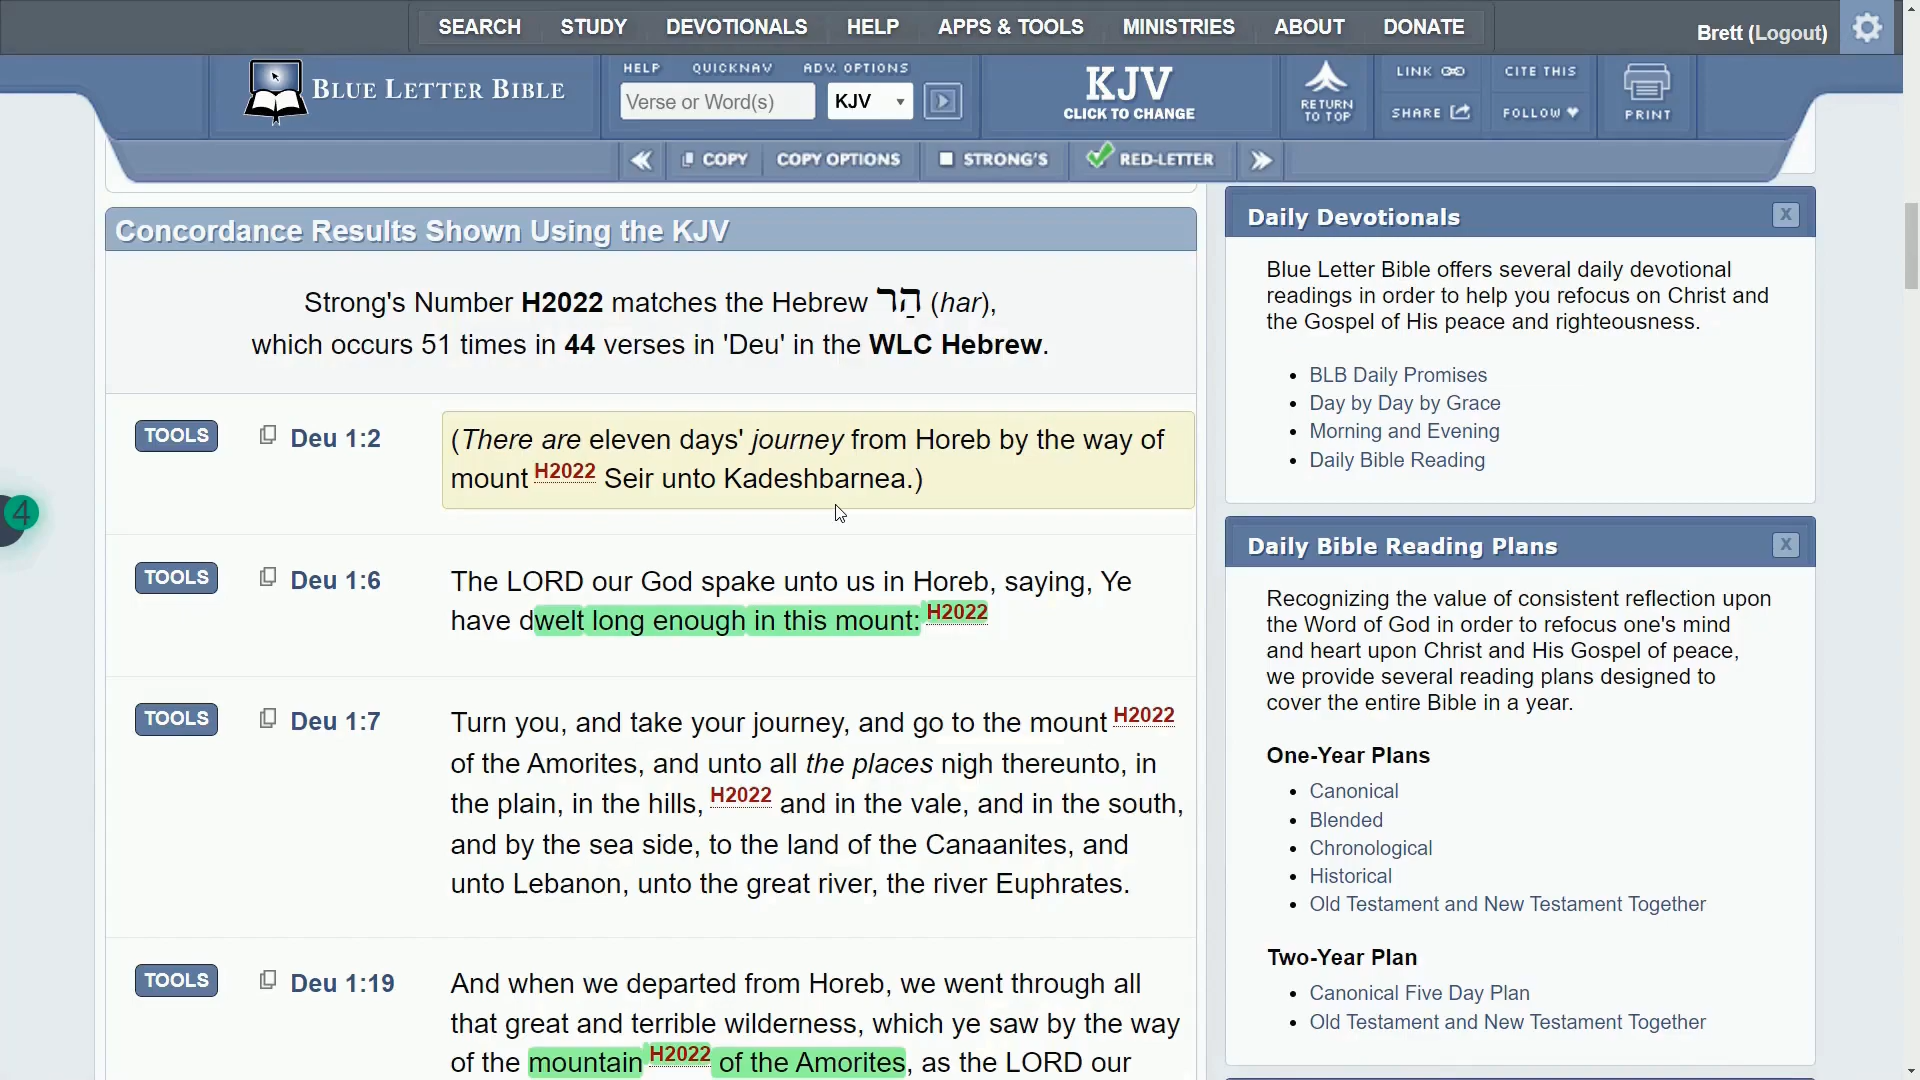 SEARCH STUDY DEVOTIONALS HELP APPS & TOOLS MINISTRIES ABOUT DONATE
Brett (Logout)
BLUE LETTER BIBLE
HELP QUICKNAV ADV. OPTIONS
Verse or Word(s) KJV
KJV
CLICK TO CHANGE
RETURN
TO TOP
LINK CITE THIS
SHARE FOLLOW
PRINT
COPY COPY OPTIONS STRONG'S RED-LETTER
Concordance Results Shown Using the KJV
Strong's Number H2022 matches the Hebrew הַר (har),
which occurs 51 times in 44 verses in 'Deu' in the WLC Hebrew.
TOOLS Deu 1:2
(There are eleven days' journey from Horeb by the way of
mount H2022 Seir unto Kadeshbarnea.)
4
TOOLS Deu 1:6
The LORD our God spake unto us in Horeb, saying, Ye
have dwelt long enough in this mount: H2022
TOOLS Deu 1:7
Turn you, and take your journey, and go to the mount H2022
of the Amorites, and unto all the places nigh thereunto, in
the plain, in the hills, H2022 and in the vale, and in the south,
and by the sea side, to the land of the Canaanites, and
unto Lebanon, unto the great river, the river Euphrates.
TOOLS Deu 1:19
And when we departed from Horeb, we went through all
that great and terrible wilderness, which ye saw by the way
of the mountain H2022 of the Amorites, as the LORD our
Daily Devotionals X
Blue Letter Bible offers several daily devotional
readings in order to help you refocus on Christ and
the Gospel of His peace and righteousness.
• BLB Daily Promises
• Day by Day by Grace
• Morning and Evening
• Daily Bible Reading
Daily Bible Reading Plans X
Recognizing the value of consistent reflection upon
the Word of God in order to refocus one's mind
and heart upon Christ and His Gospel of peace,
we provide several reading plans designed to
cover the entire Bible in a year.
One-Year Plans
• Canonical
• Blended
• Chronological
• Historical
• Old Testament and New Testament Together
Two-Year Plan
• Canonical Five Day Plan
• Old Testament and New Testament Together